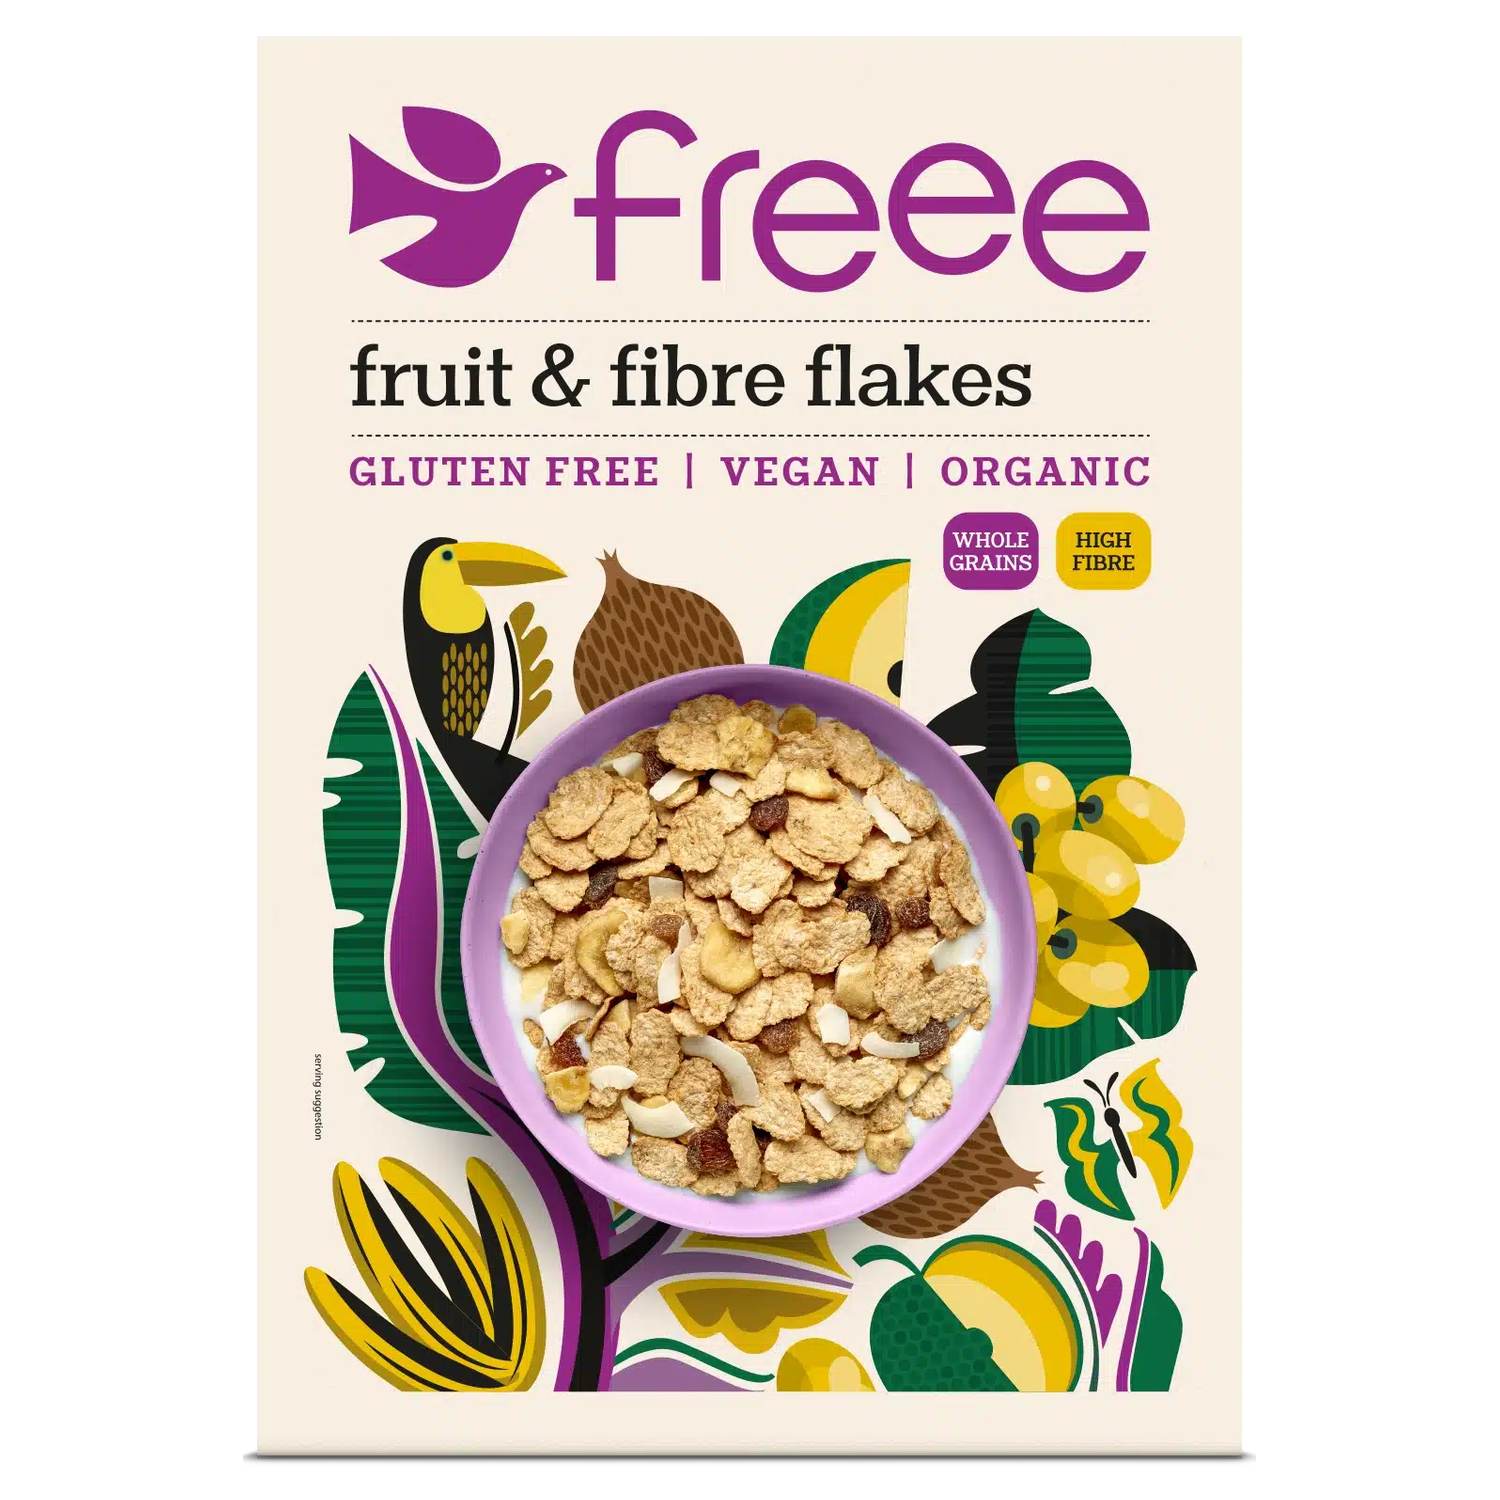 freee
fruit & fibre flakes
GLUTEN FREE | VEGAN | ORGANIC
WHOLE
GRAINS
HIGH
FIBRE
serving suggestion